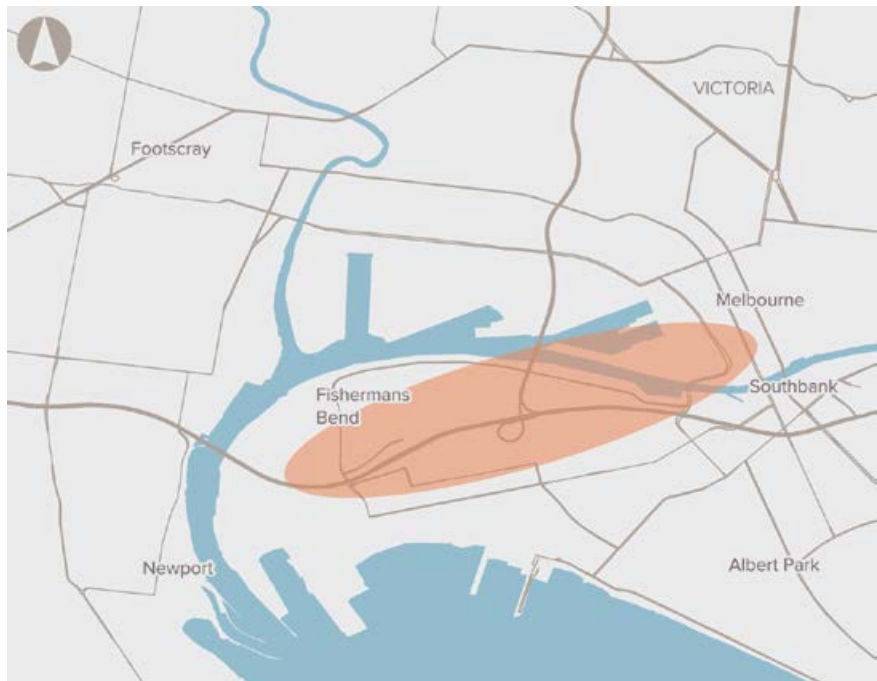 VICTORIA
Footscray
Melbourne
Fishermans
Bend
Southbank
Newport
Albert Park